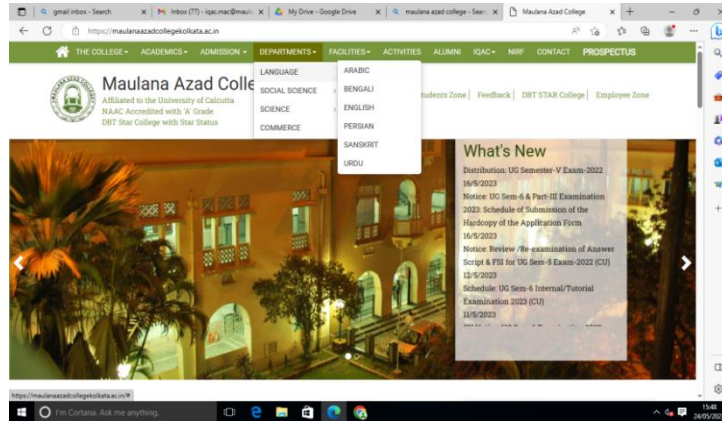 gmail inbox - Search
Inbox (77) - iqac.mac@maula
My Drive - Google Drive
maulana azad college - Sear
Maulana Azad College
https://maulanaazadcollegekolkata.ac.in
THE COLLEGE
ACADEMICS
ADMISSION
DEPARTMENTS
FACILITIES
ACTIVITIES
ALUMNI
IQAC
NIRF
CONTACT
PROSPECTUS
LANGUAGE
SOCIAL SCIENCE
SCIENCE
COMMERCE
ARABIC
BENGALI
ENGLISH
PERSIAN
SANSKRIT
URDU
Maulana Azad Colle
Affiliated to the University of Calcutta
NAAC Accredited with 'A' Grade
DBT Star College with Star Status
tudents Zone | Feedback | DBT STAR College | Employee Zone
What's New
Distribution: UG Semester-V Exam-2022
16/5/2023
Notice: UG Sem-6 & Part-III Examination
2023: Schedule of Submission of the
Hardcopy of the Application Form
16/5/2023
Notice: Review /Re-examination of Answer
Script & FSI for UG Sem-5 Exam-2022 (CU)
12/5/2023
Schedule: UG Sem-6 Internal/Tutorial
Examination 2023 (CU)
11/5/2023
https://maulanaazadcollegekolkata.ac.in/#
I'm Cortana. Ask me anything.
15:48
24/05/202